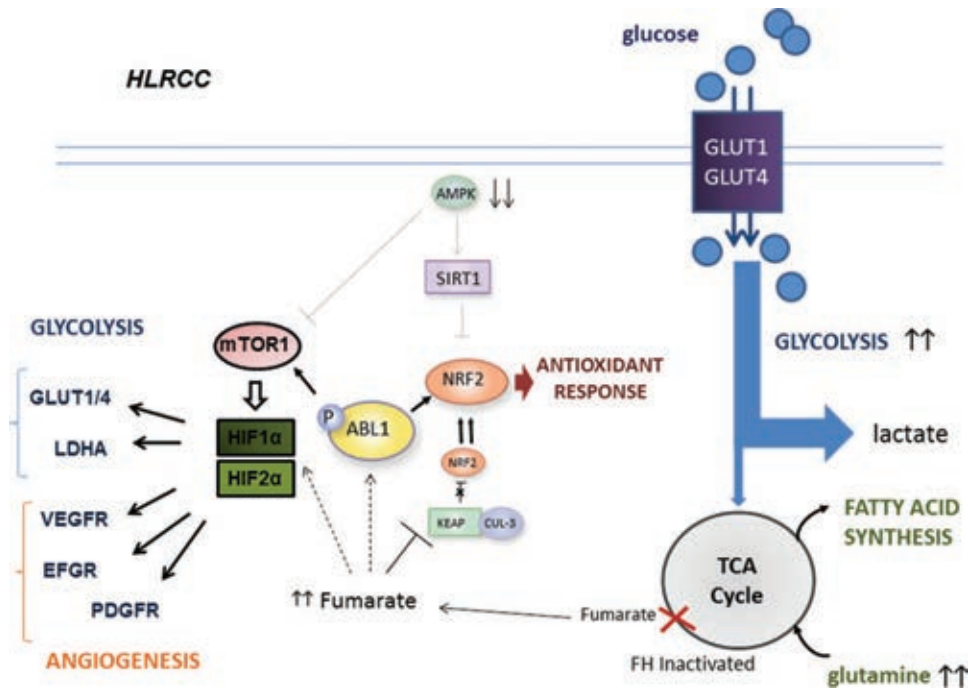 glucose
HLRCC
GLUT1
GLUT4
AMPK ↓↓
SIRT1
GLYCOLYSIS
mTOR1
NRF2
ANTIOXIDANT
RESPONSE
GLYCOLYSIS ↑↑
GLUT1/4
P
ABL1
HIF1α
LDHA
lactate
HIF2α
NRF2
VEGFR
KEAP
CUL-3
FATTY ACID
SYNTHESIS
EFGR
TCA
Cycle
PDGFR
↑↑ Fumarate
Fumarate
FH Inactivated
ANGIOGENESIS
glutamine ↑↑